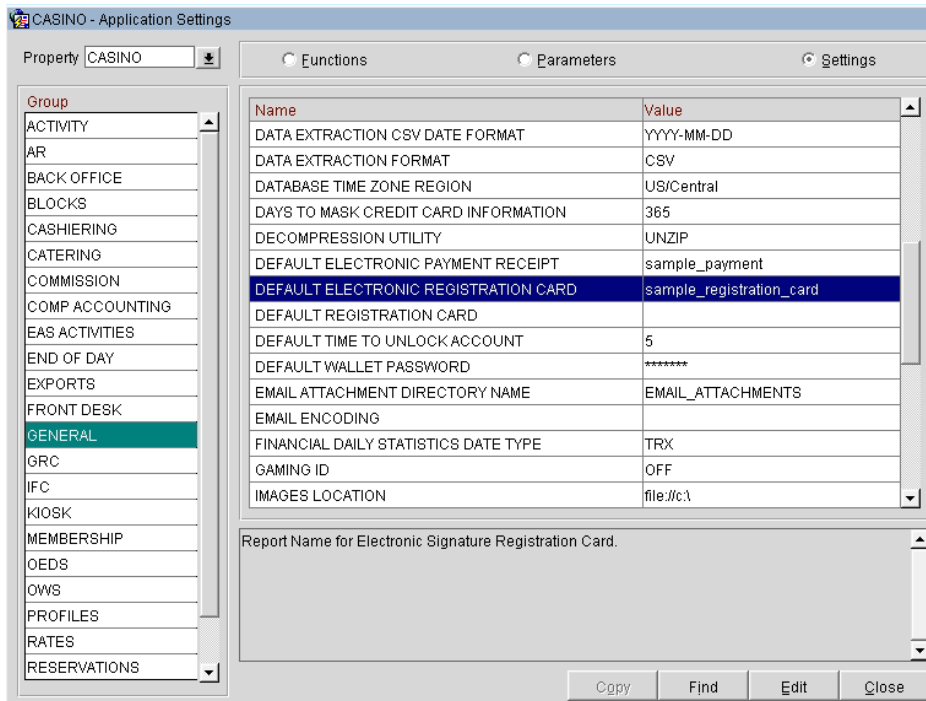 CASINO - Application Settings
Property CASINO
Functions Parameters Settings
Group
ACTIVITY
AR
BACK OFFICE
BLOCKS
CASHIERING
CATERING
COMMISSION
COMP ACCOUNTING
EAS ACTIVITIES
END OF DAY
EXPORTS
FRONT DESK
GENERAL
GRC
IFC
KIOSK
MEMBERSHIP
OEDS
OWS
PROFILES
RATES
RESERVATIONS
Name Value
DATA EXTRACTION CSV DATE FORMAT YYYY-MM-DD
DATA EXTRACTION FORMAT CSV
DATABASE TIME ZONE REGION US/Central
DAYS TO MASK CREDIT CARD INFORMATION 365
DECOMPRESSION UTILITY UNZIP
DEFAULT ELECTRONIC PAYMENT RECEIPT sample_payment
DEFAULT ELECTRONIC REGISTRATION CARD sample_registration_card
DEFAULT REGISTRATION CARD
DEFAULT TIME TO UNLOCK ACCOUNT 5
DEFAULT WALLET PASSWORD *******
EMAIL ATTACHMENT DIRECTORY NAME EMAIL_ATTACHMENTS
EMAIL ENCODING
FINANCIAL DAILY STATISTICS DATE TYPE TRX
GAMING ID OFF
IMAGES LOCATION file://c:\
Report Name for Electronic Signature Registration Card.
Copy Find Edit Close